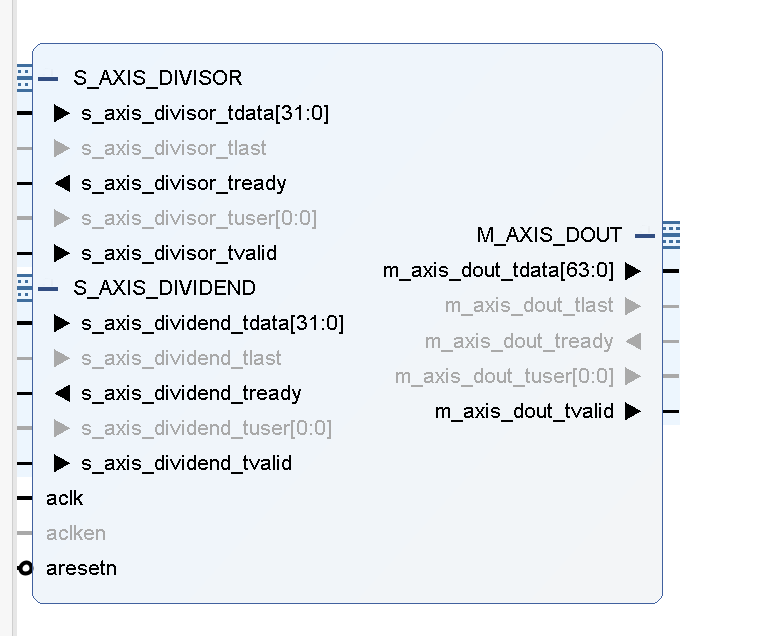 S_AXIS_DIVISOR
s_axis_divisor_tdata[31:0]
s_axis_divisor_tlast
s_axis_divisor_tready
s_axis_divisor_tuser[0:0]
s_axis_divisor_tvalid
S_AXIS_DIVIDEND
s_axis_dividend_tdata[31:0]
s_axis_dividend_tlast
s_axis_dividend_tready
s_axis_dividend_tuser[0:0]
s_axis_dividend_tvalid
aclk
aclken
aresetn
M_AXIS_DOUT
m_axis_dout_tdata[63:0]
m_axis_dout_tlast
m_axis_dout_tready
m_axis_dout_tuser[0:0]
m_axis_dout_tvalid